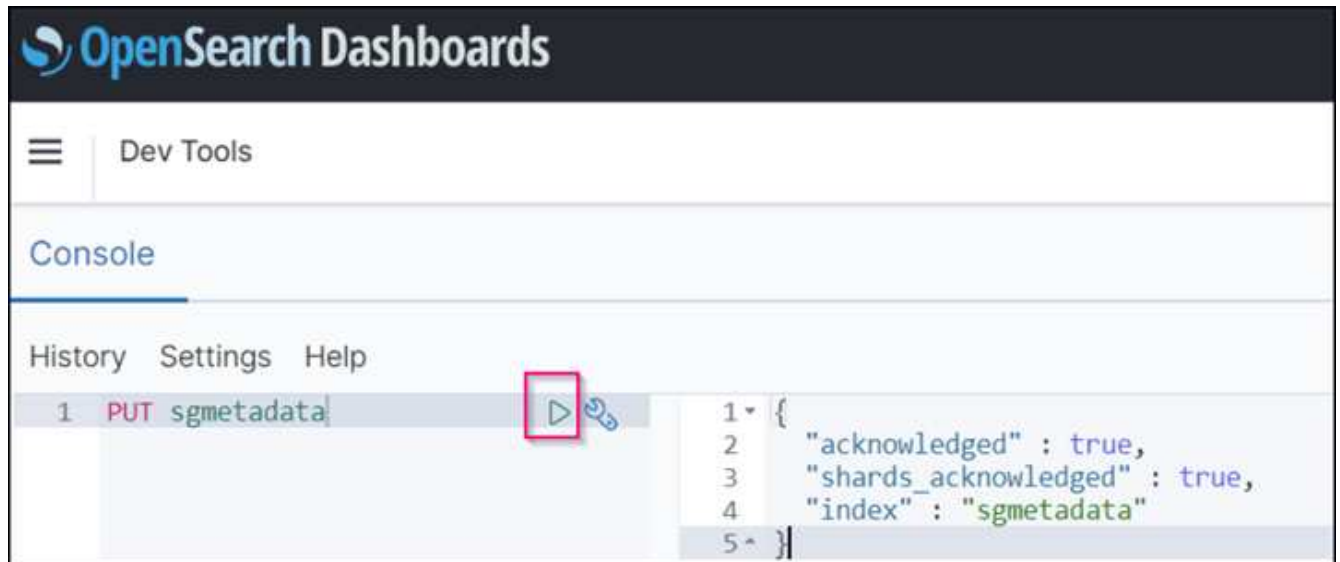 OpenSearch Dashboards
Dev Tools
Console
History Settings Help
1 PUT sgmetadata
1 {
2 "acknowledged" : true,
3 "shards_acknowledged" : true,
4 "index" : "sgmetadata"
5 }